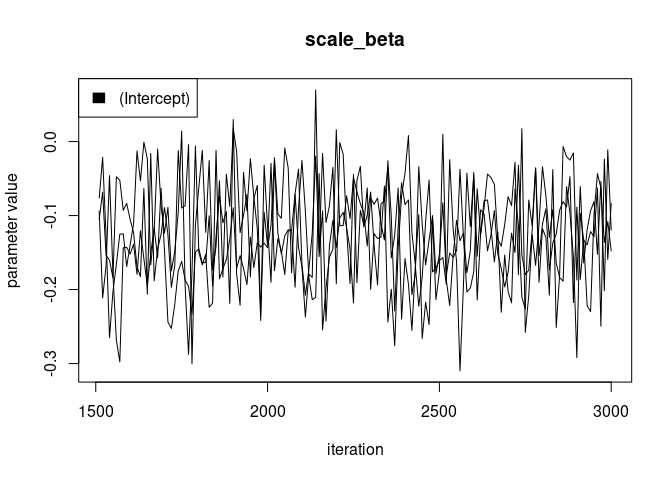 scale_beta
(Intercept)
parameter value
0.0
-0.1
-0.2
-0.3
1500 2000 2500 3000
iteration